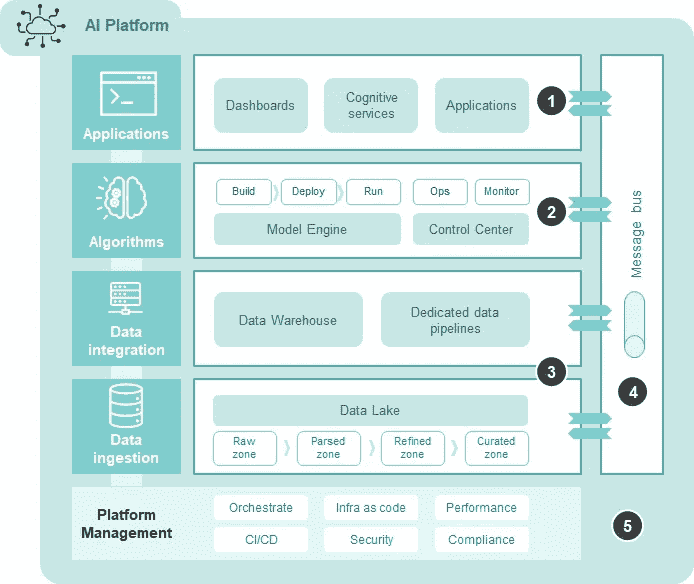 AI Platform
Applications
Dashboards
Cognitive
services
Applications
1
Algorithms
Build
Deploy
Run
Ops
Monitor
Model Engine
Control Center
2
Data
integration
Data Warehouse
Dedicated data
pipelines
3
Data
ingestion
Data Lake
Raw
zone
Parsed
zone
Refined
zone
Curated
zone
Message bus
4
Platform
Management
Orchestrate
Infra as code
Performance
CI/CD
Security
Compliance
5